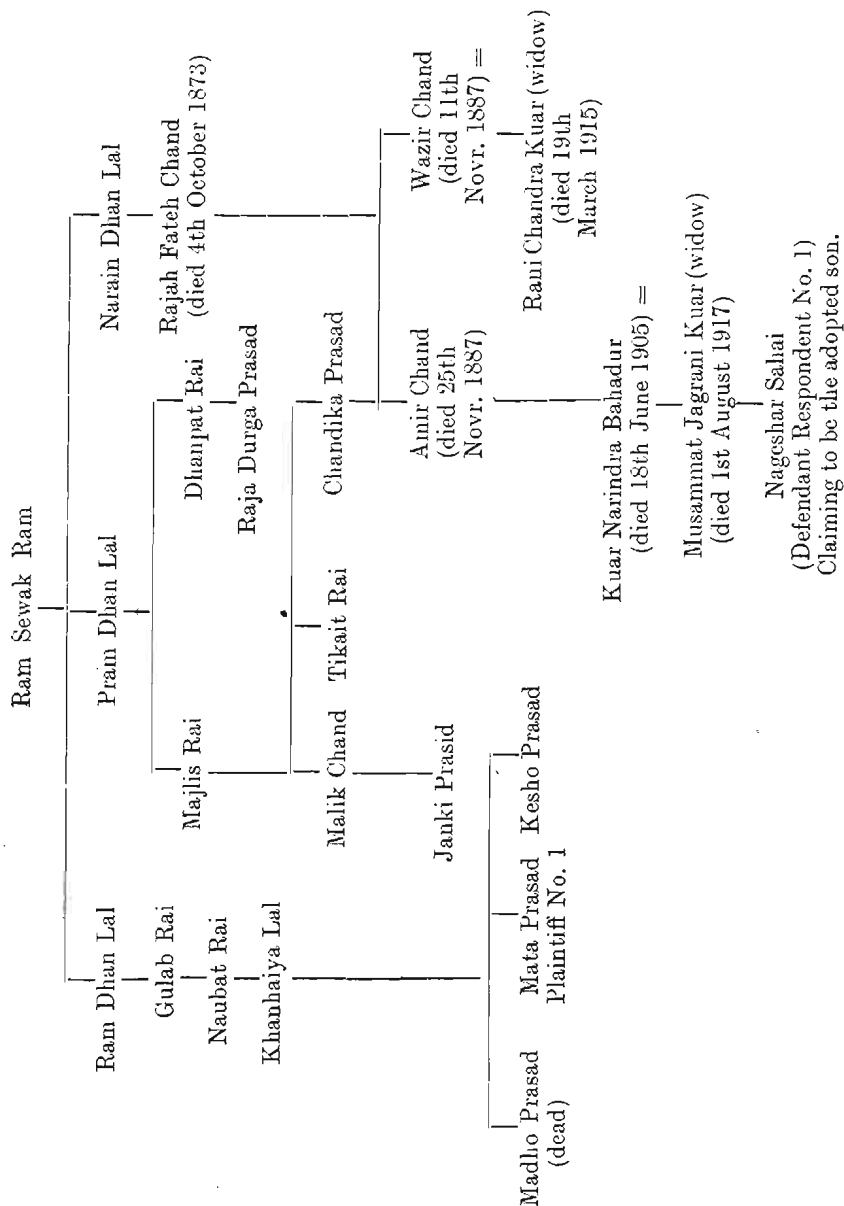 Ram Sewak Ram
Ram Dhan Lal
Pram Dhan Lal
Narain Dhan Lal
Gulab Rai
Majlis Rai
Dhanpat Rai
Rajah Fateh Chand
(died 4th October 1873)
Naubat Rai
Raja Durga Prasad
Khanhaiya Lal
Malik Chand
Tikait Rai
Chandika Prasad
Janki Prasid
Amir Chand
(died 25th
Novr. 1887)
Wazir Chand
(died 11th
Novr. 1887) =
Madho Prasad
(dead)
Mata Prasad
Plaintiff No. 1
Kesho Prasad
Rani Chandra Kuar (widow)
(died 19th
March 1915)
Kuar Narindra Bahadur
(died 18th June 1905) =
Musammat Jagrani Kuar (widow)
(died 1st August 1917)
Nageshar Sahai
(Defendant Respondent No. 1)
Claiming to be the adopted son.